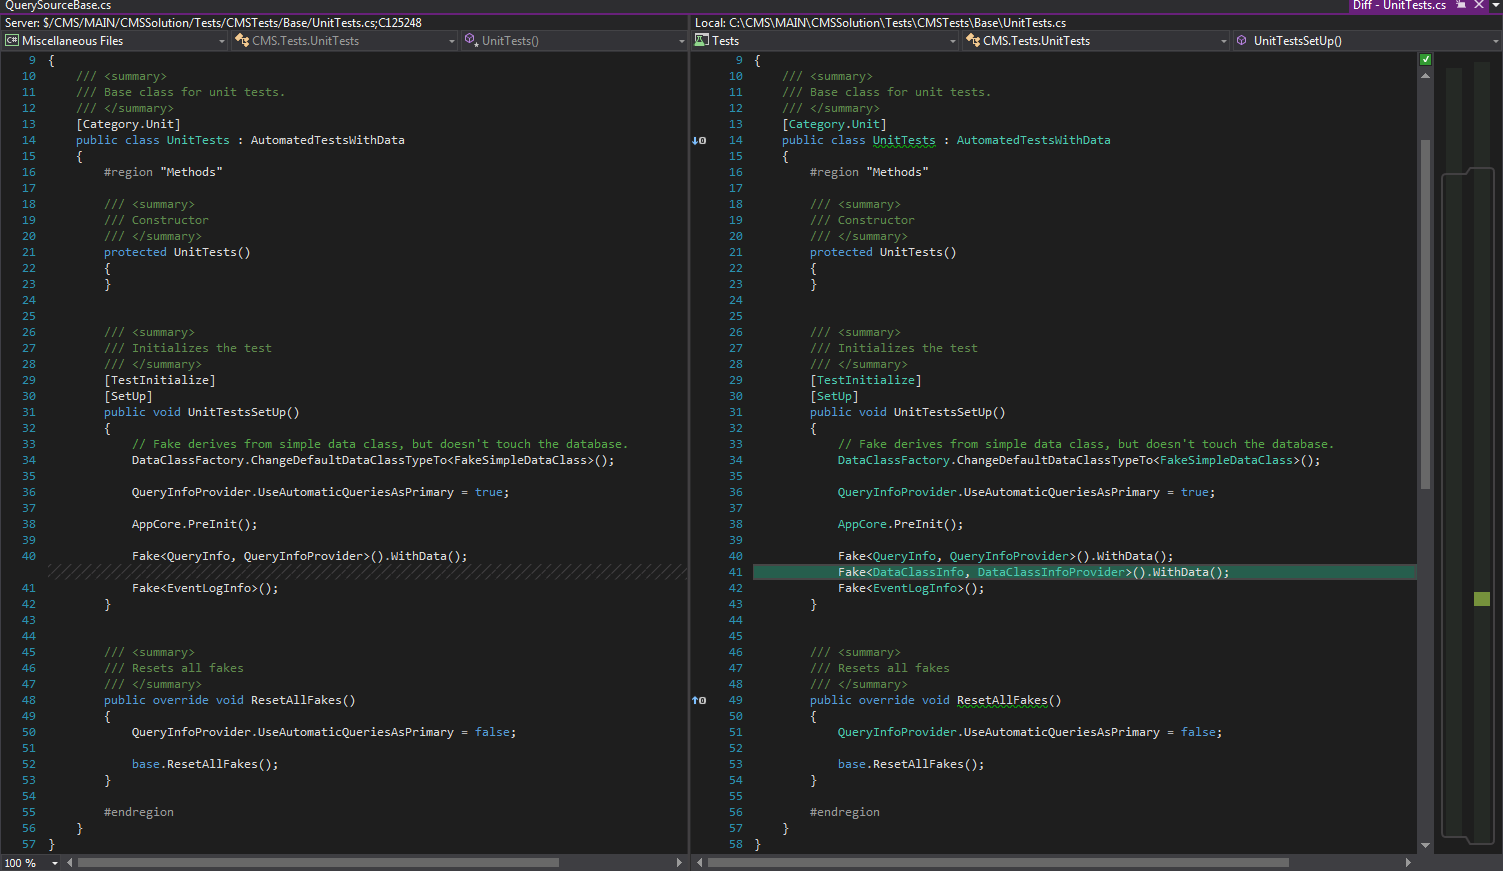 QuerySourceBase.cs
Diff - UnitTests.cs
Server: $/CMS/MAIN/CMSSolution/Tests/CMSTests/Base/UnitTests.cs;C125248
Miscellaneous Files
CMS.Tests.UnitTests
UnitTests()
9 {
10 /// <summary>
11 /// Base class for unit tests.
12 /// </summary>
13 [Category.Unit]
14 public class UnitTests : AutomatedTestsWithData
15 {
16 #region "Methods"
17
18 /// <summary>
19 /// Constructor
20 /// </summary>
21 protected UnitTests()
22 {
23 }
24
25
26 /// <summary>
27 /// Initializes the test
28 /// </summary>
29 [TestInitialize]
30 [SetUp]
31 public void UnitTestsSetUp()
32 {
33 // Fake derives from simple data class, but doesn't touch the database.
34 DataClassFactory.ChangeDefaultDataClassTypeTo<FakeSimpleDataClass>();
35
36 QueryInfoProvider.UseAutomaticQueriesAsPrimary = true;
37
38 AppCore.PreInit();
39
40 Fake<QueryInfo, QueryInfoProvider>().WithData();
41 Fake<EventLogInfo>();
42 }
43
44
45 /// <summary>
46 /// Resets all fakes
47 /// </summary>
48 public override void ResetAllFakes()
49 {
50 QueryInfoProvider.UseAutomaticQueriesAsPrimary = false;
51
52 base.ResetAllFakes();
53 }
54
55 #endregion
56 }
57 }
100 %
Local: C:\CMS\MAIN\CMSSolution\Tests\CMSTests\Base\UnitTests.cs
Tests
CMS.Tests.UnitTests
UnitTestsSetUp()
9 {
10 /// <summary>
11 /// Base class for unit tests.
12 /// </summary>
13 [Category.Unit]
14 public class UnitTests : AutomatedTestsWithData
15 {
16 #region "Methods"
17
18 /// <summary>
19 /// Constructor
20 /// </summary>
21 protected UnitTests()
22 {
23 }
24
25
26 /// <summary>
27 /// Initializes the test
28 /// </summary>
29 [TestInitialize]
30 [SetUp]
31 public void UnitTestsSetUp()
32 {
33 // Fake derives from simple data class, but doesn't touch the database.
34 DataClassFactory.ChangeDefaultDataClassTypeTo<FakeSimpleDataClass>();
35
36 QueryInfoProvider.UseAutomaticQueriesAsPrimary = true;
37
38 AppCore.PreInit();
39
40 Fake<QueryInfo, QueryInfoProvider>().WithData();
41 Fake<DataClassInfo, DataClassInfoProvider>().WithData();
42 Fake<EventLogInfo>();
43 }
44
45
46 /// <summary>
47 /// Resets all fakes
48 /// </summary>
49 public override void ResetAllFakes()
50 {
51 QueryInfoProvider.UseAutomaticQueriesAsPrimary = false;
52
53 base.ResetAllFakes();
54 }
55
56 #endregion
57 }
58 }